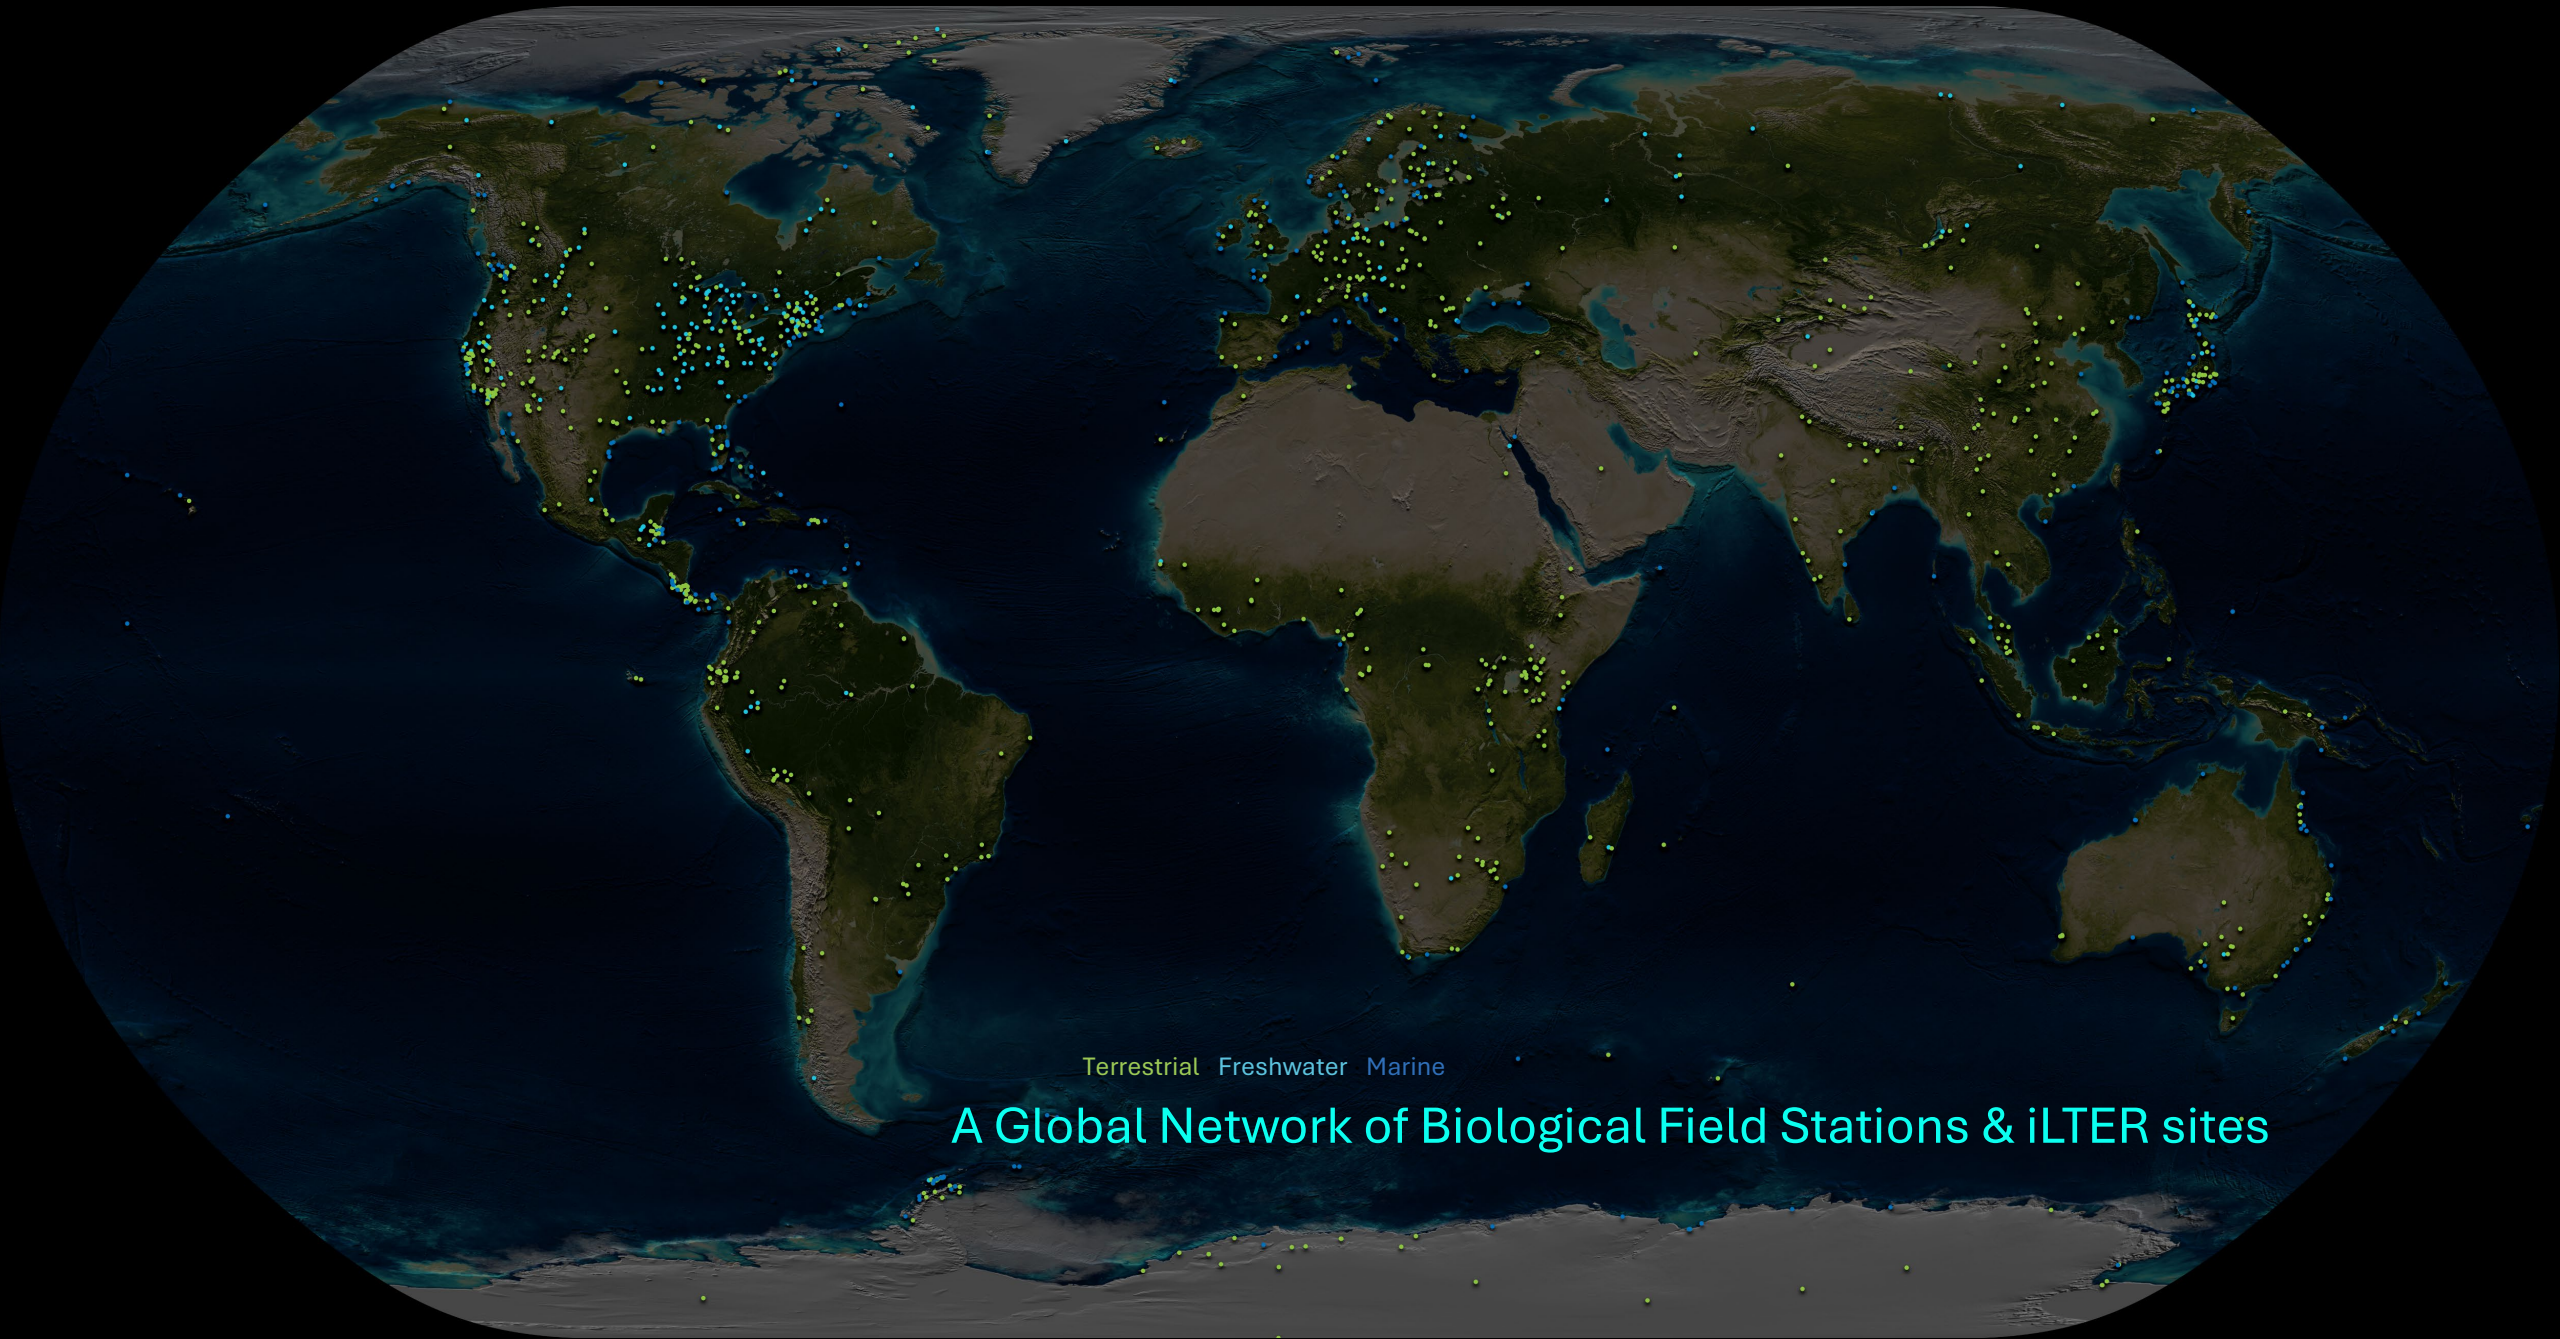 Terrestrial Freshwater Marine
A Global Network of Biological Field Stations & iLTER sites